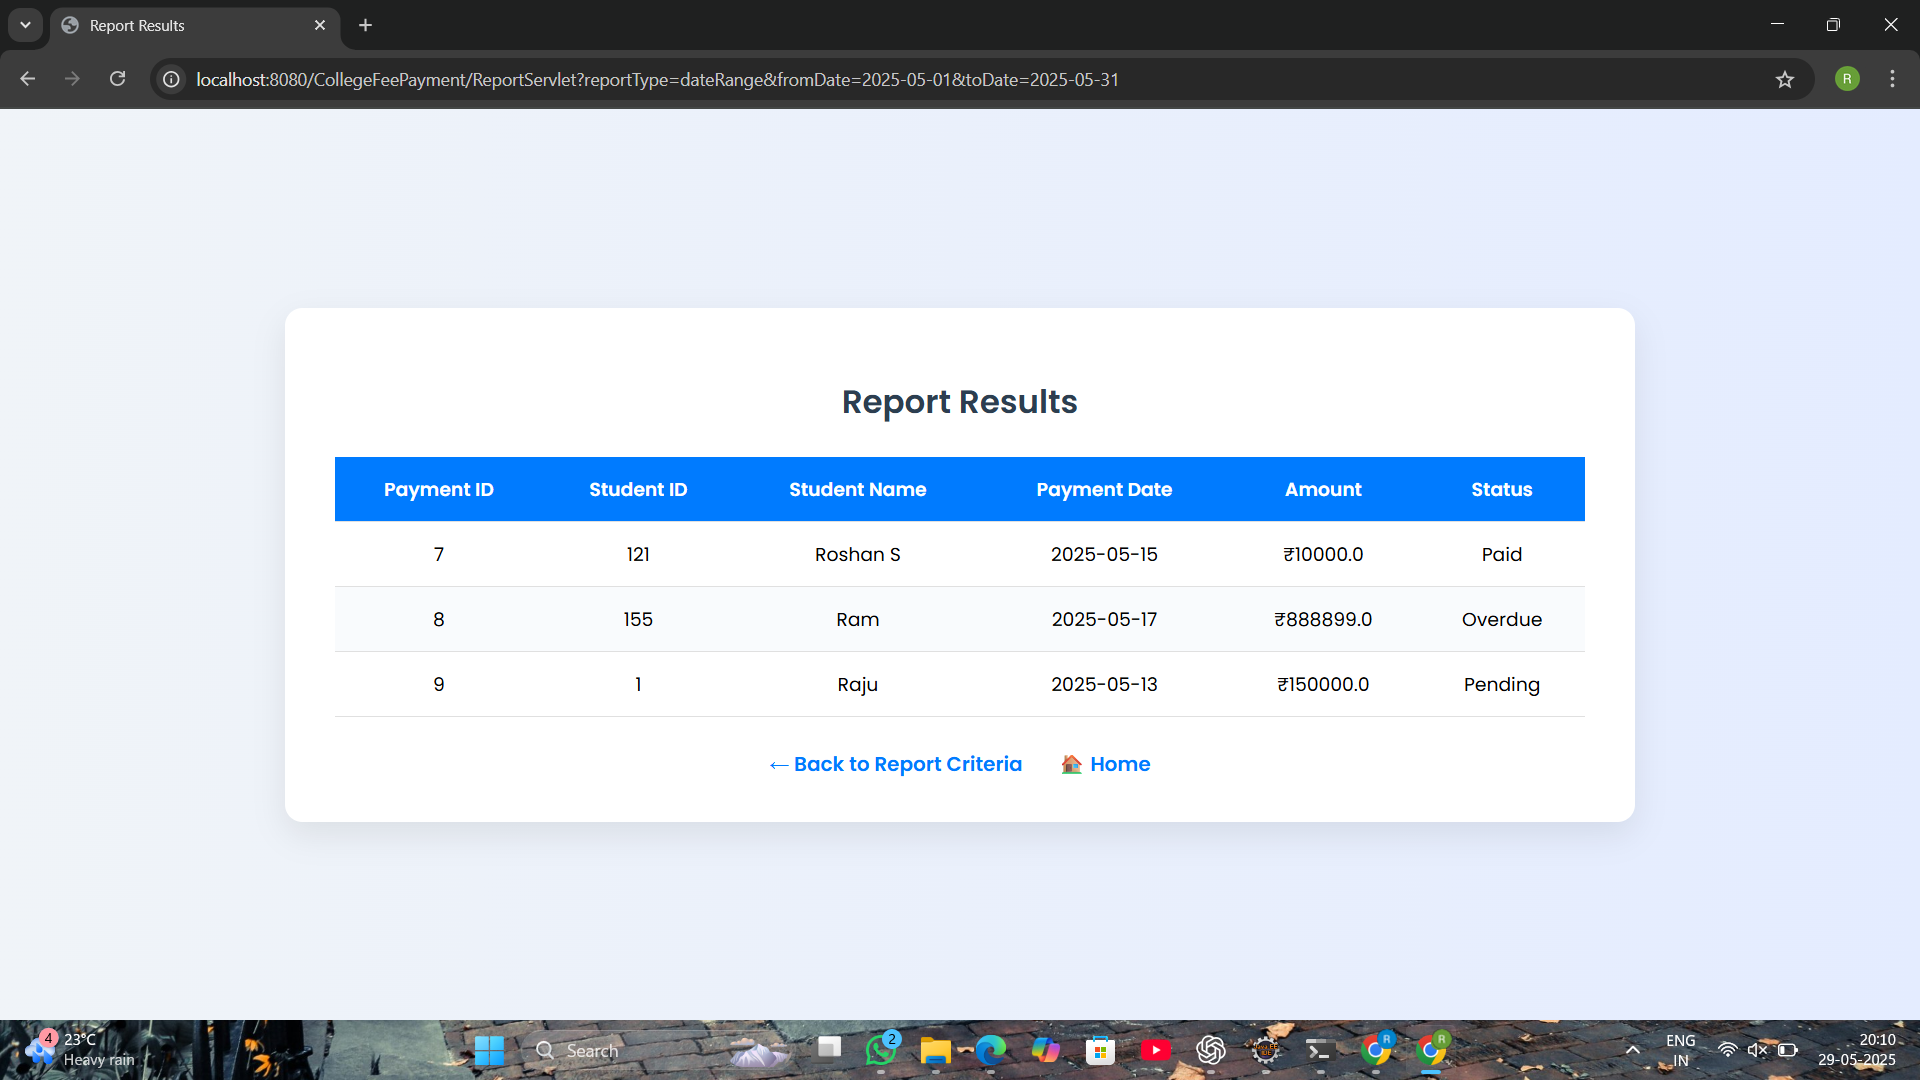 Report Results
localhost:8080/CollegeFeePayment/ReportServlet?reportType=dateRange&fromDate=2025-05-01&toDate=2025-05-31
R
Report Results
Payment ID Student ID Student Name Payment Date Amount Status
7 121 Roshan S 2025-05-15 ₹10000.0 Paid
8 155 Ram 2025-05-17 ₹888899.0 Overdue
9 1 Raju 2025-05-13 ₹150000.0 Pending
← Back to Report Criteria 🏠 Home
4 23°C
Heavy rain
Search
2
R
R
ENG
IN
20:10
29-05-2025